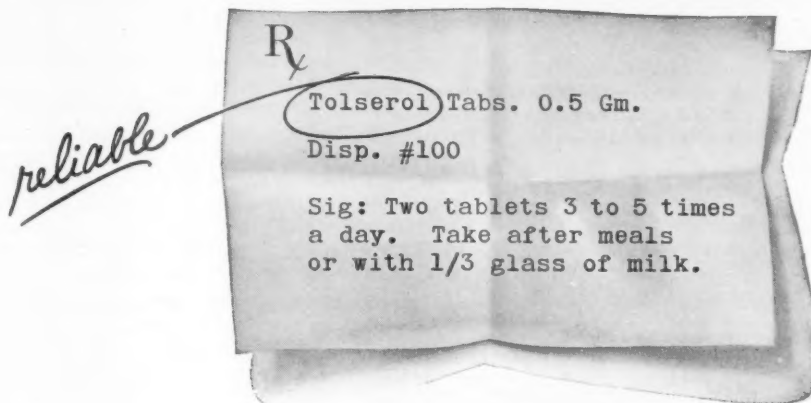 ℞
reliable
Tolserol Tabs. 0.5 Gm.
Disp. #100
Sig: Two tablets 3 to 5 times
a day. Take after meals
or with 1/3 glass of milk.